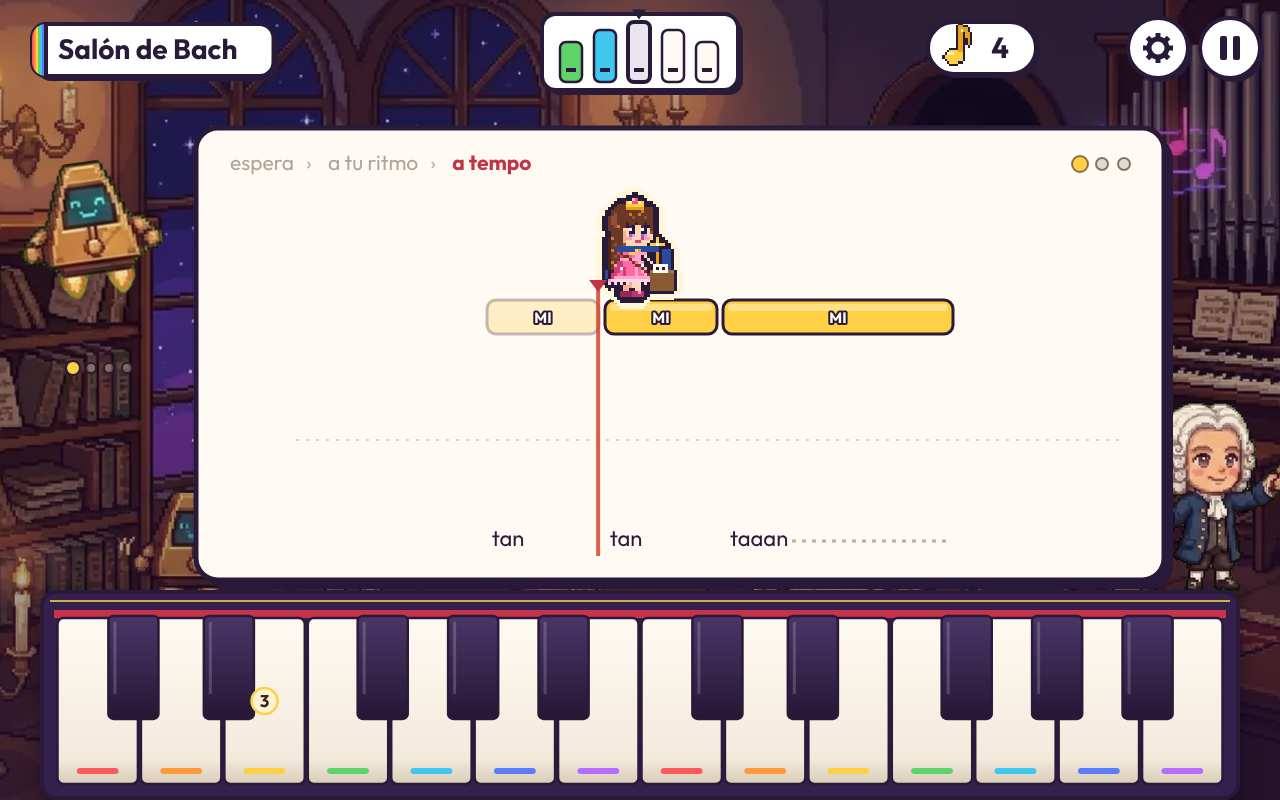 Salón de Bach
4
espera › a tu ritmo › a tempo
MI MI MI
tan tan taaan
3